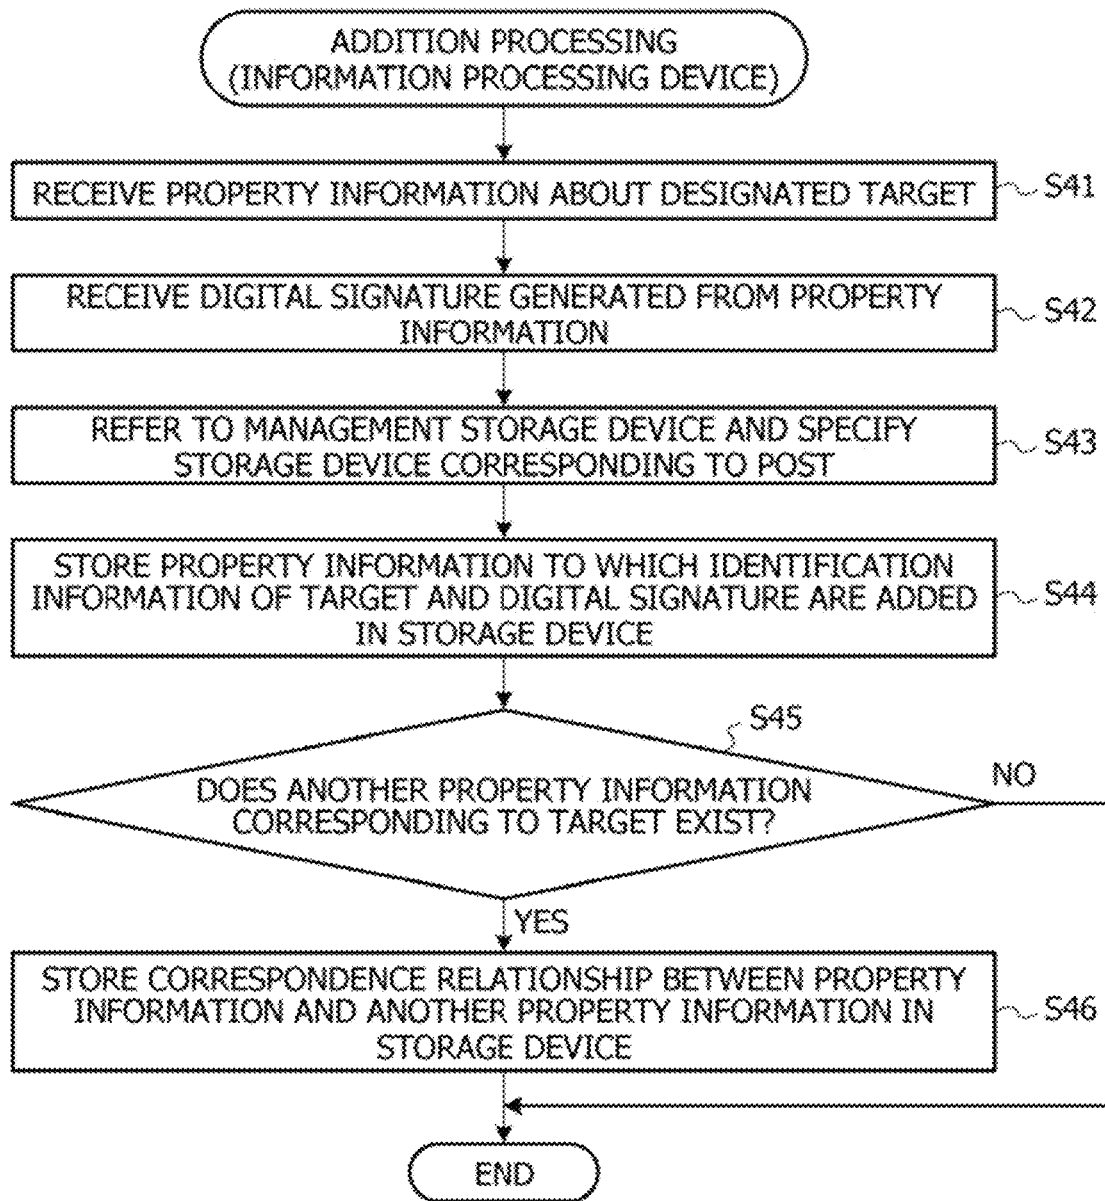 ADDITION PROCESSING
(INFORMATION PROCESSING DEVICE)
RECEIVE PROPERTY INFORMATION ABOUT DESIGNATED TARGET
S41
RECEIVE DIGITAL SIGNATURE GENERATED FROM PROPERTY
INFORMATION
S42
REFER TO MANAGEMENT STORAGE DEVICE AND SPECIFY
STORAGE DEVICE CORRESPONDING TO POST
S43
STORE PROPERTY INFORMATION TO WHICH IDENTIFICATION
INFORMATION OF TARGET AND DIGITAL SIGNATURE ARE ADDED
IN STORAGE DEVICE
S44
S45
DOES ANOTHER PROPERTY INFORMATION
CORRESPONDING TO TARGET EXIST?
NO
YES
STORE CORRESPONDENCE RELATIONSHIP BETWEEN PROPERTY
INFORMATION AND ANOTHER PROPERTY INFORMATION IN
STORAGE DEVICE
S46
END